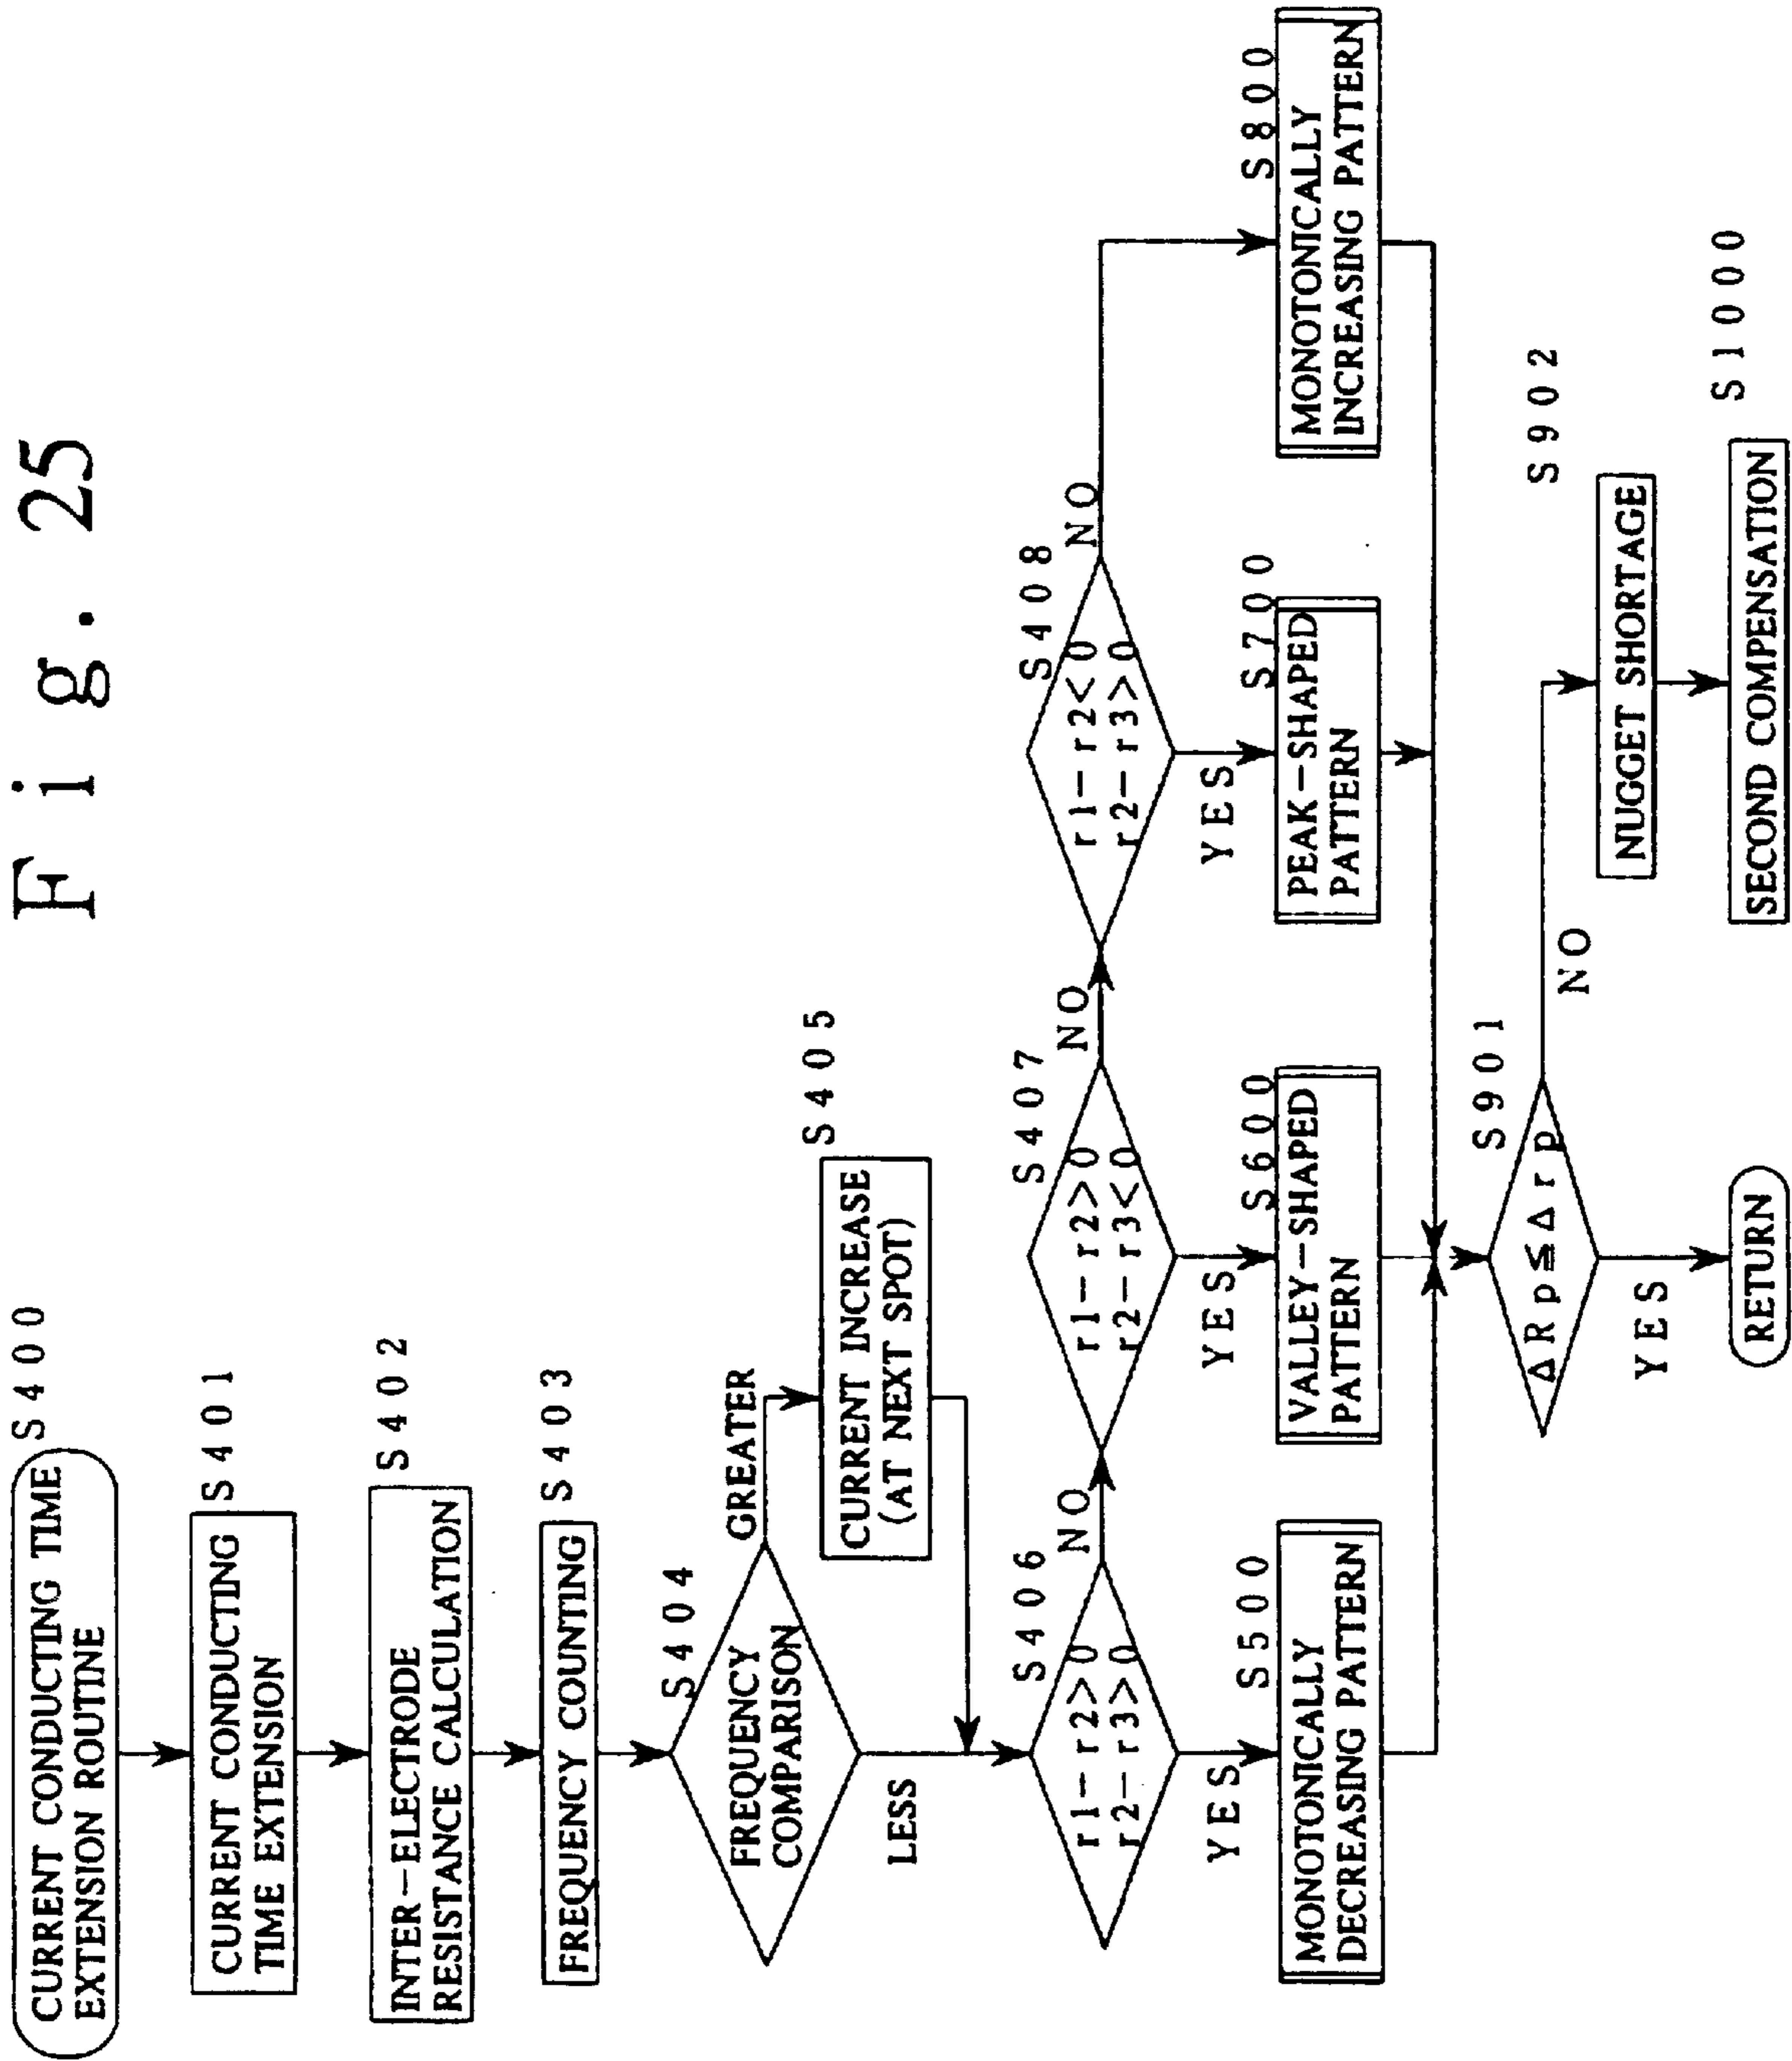 Fig. 25
CURRENT CONDUCTING TIME
EXTENSION ROUTINE
S400
CURRENT CONDUCTING
TIME EXTENSION
S401
INTER-ELECTRODE
RESISTANCE CALCULATION
S402
FREQUENCY COUNTING
S403
FREQUENCY
COMPARISON
S404
GREATER
LESS
CURRENT INCREASE
(AT NEXT SPOT)
S405
r1-r2>0
r2-r3>0
S406
NO
YES
r1-r2>0
r2-r3<0
S407
NO
YES
r1-r2<0
r2-r3>0
S408
NO
YES
MONOTONICALLY
DECREASING PATTERN
S500
VALLEY-SHAPED
PATTERN
S600
PEAK-SHAPED
PATTERN
S700
MONOTONICALLY
INCREASING PATTERN
S800
ΔRp≦Δrp
S901
NO
YES
NUGGET SHORTAGE
S902
RETURN
SECOND COMPENSATION
S1000